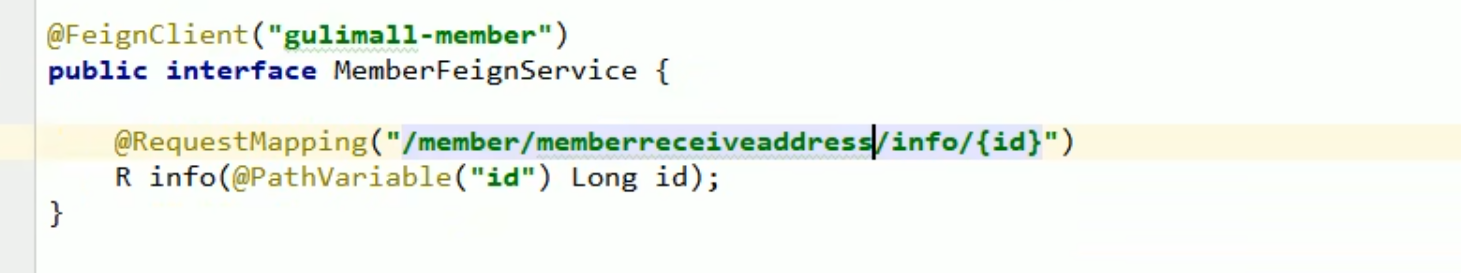 @FeignClient("gulimall-member")
public interface MemberFeignService {
@RequestMapping("/member/memberreceiveaddress/info/{id}")
R info(@PathVariable("id") Long id);
}